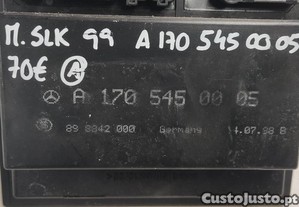 M. SLK 99 A 170 545 00 05
70€ A
A 170 545 00 05
89 8842 000 Germany 4.07.98 B
CustoJusto.pt